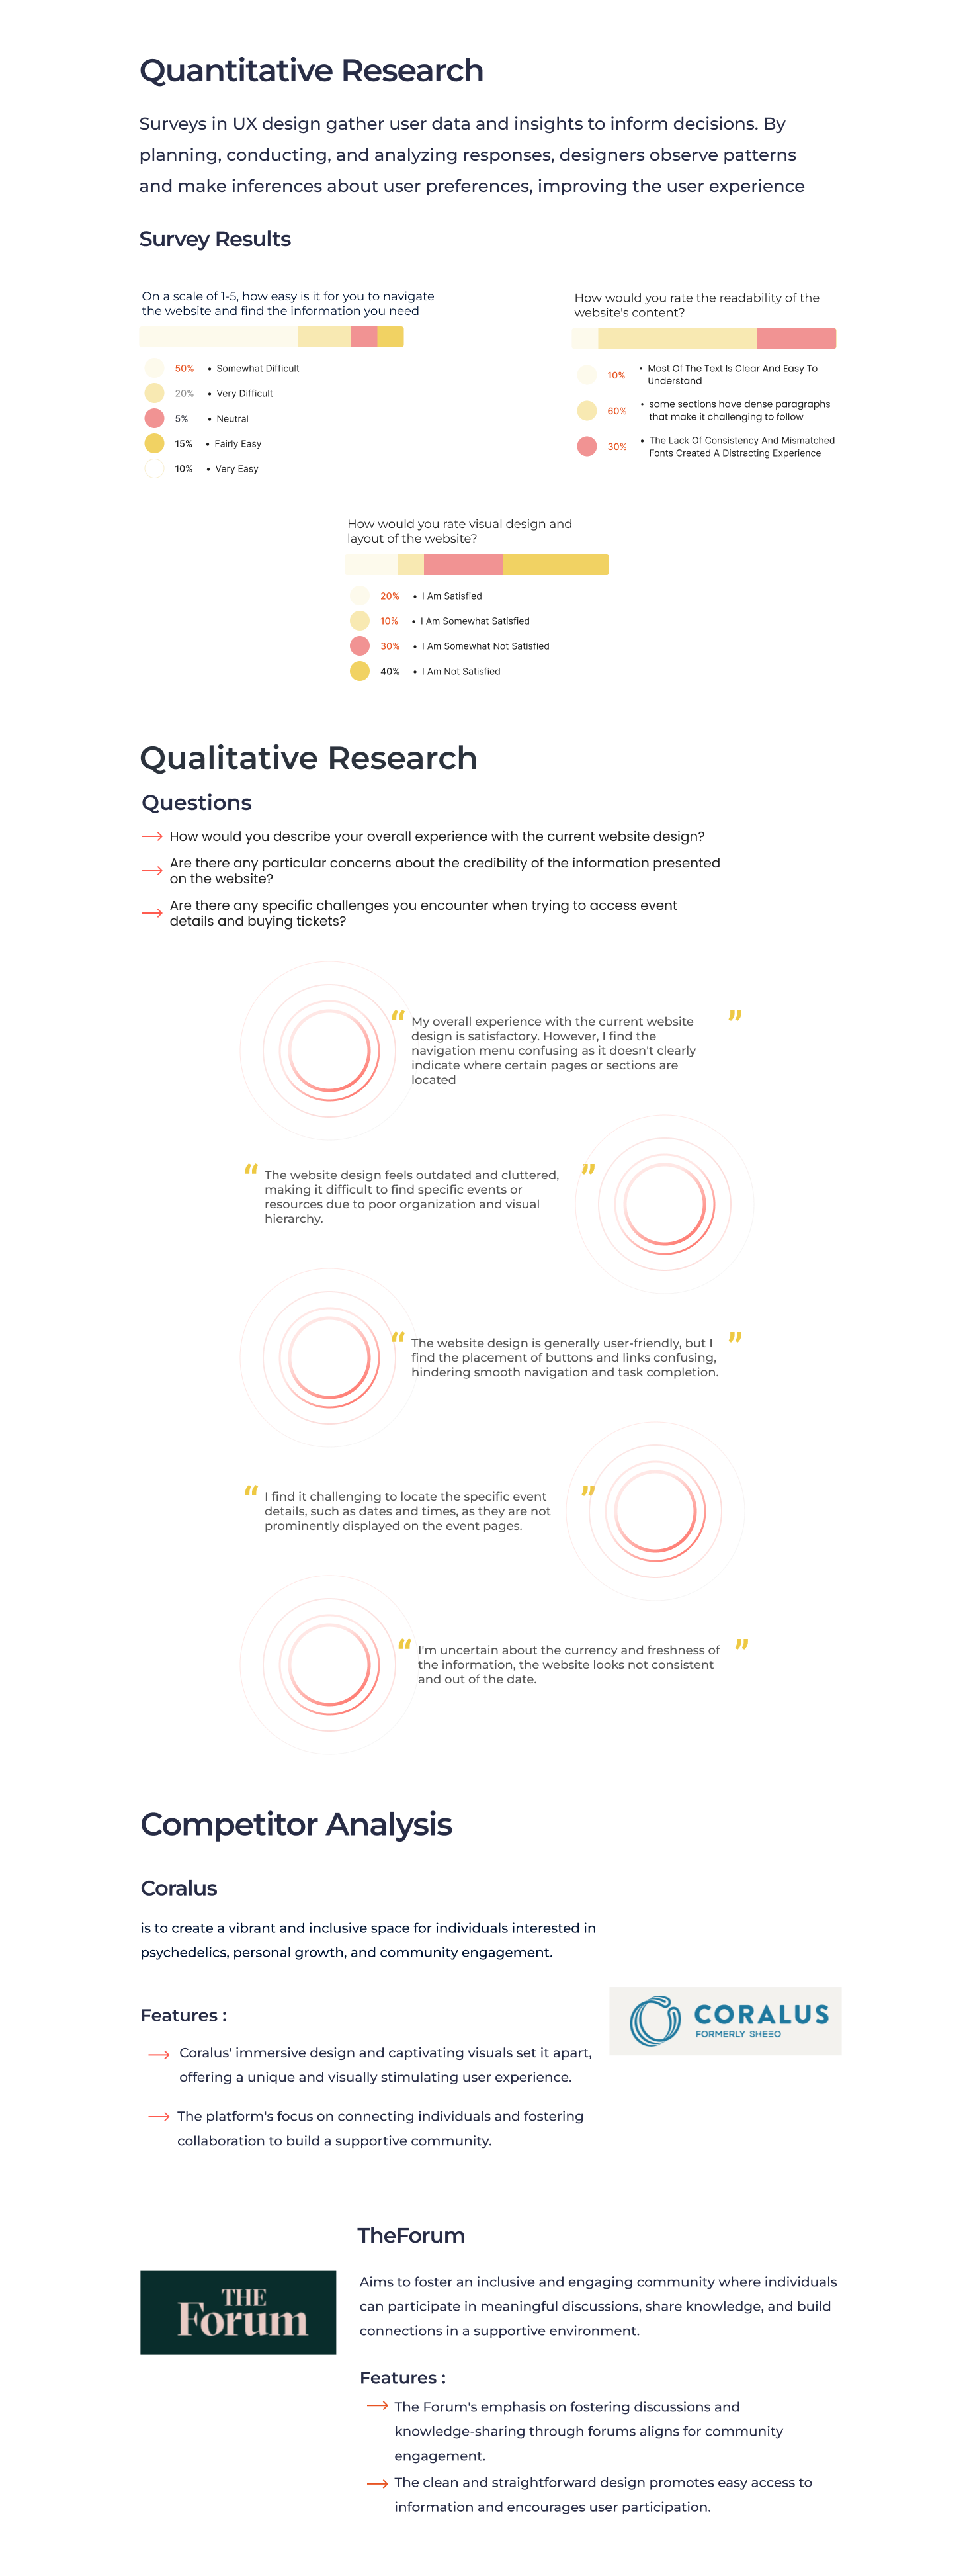 Quantitative Research
Surveys in UX design gather user data and insights to inform decisions. By
planning, conducting, and analyzing responses, designers observe patterns
and make inferences about user preferences, improving the user experience
Survey Results
On a scale of 1-5, how easy is it for you to navigate
the website and find the information you need
50% • Somewhat Difficult
20% • Very Difficult
5% • Neutral
15% • Fairly Easy
10% • Very Easy
How would you rate the readability of the
website's content?
10% • Most Of The Text Is Clear And Easy To
Understand
60% • some sections have dense paragraphs
that make it challenging to follow
30% • The Lack Of Consistency And Mismatched
Fonts Created A Distracting Experience
How would you rate visual design and
layout of the website?
20% • I Am Satisfied
10% • I Am Somewhat Satisfied
30% • I Am Somewhat Not Satisfied
40% • I Am Not Satisfied
Qualitative Research
Questions
How would you describe your overall experience with the current website design?
Are there any particular concerns about the credibility of the information presented
on the website?
Are there any specific challenges you encounter when trying to access event
details and buying tickets?
“ My overall experience with the current website ”
design is satisfactory. However, I find the
navigation menu confusing as it doesn't clearly
indicate where certain pages or sections are
located
“ The website design feels outdated and cluttered, ”
making it difficult to find specific events or
resources due to poor organization and visual
hierarchy.
“ The website design is generally user-friendly, but I ”
find the placement of buttons and links confusing,
hindering smooth navigation and task completion.
“ I find it challenging to locate the specific event ”
details, such as dates and times, as they are not
prominently displayed on the event pages.
“ I'm uncertain about the currency and freshness of ”
the information, the website looks not consistent
and out of the date.
Competitor Analysis
Coralus
is to create a vibrant and inclusive space for individuals interested in
psychedelics, personal growth, and community engagement.
CORALUS
FORMERLY SHEEO
Features :
Coralus' immersive design and captivating visuals set it apart,
offering a unique and visually stimulating user experience.
The platform's focus on connecting individuals and fostering
collaboration to build a supportive community.
TheForum
THE
Forum
Aims to foster an inclusive and engaging community where individuals
can participate in meaningful discussions, share knowledge, and build
connections in a supportive environment.
Features :
The Forum's emphasis on fostering discussions and
knowledge-sharing through forums aligns for community
engagement.
The clean and straightforward design promotes easy access to
information and encourages user participation.